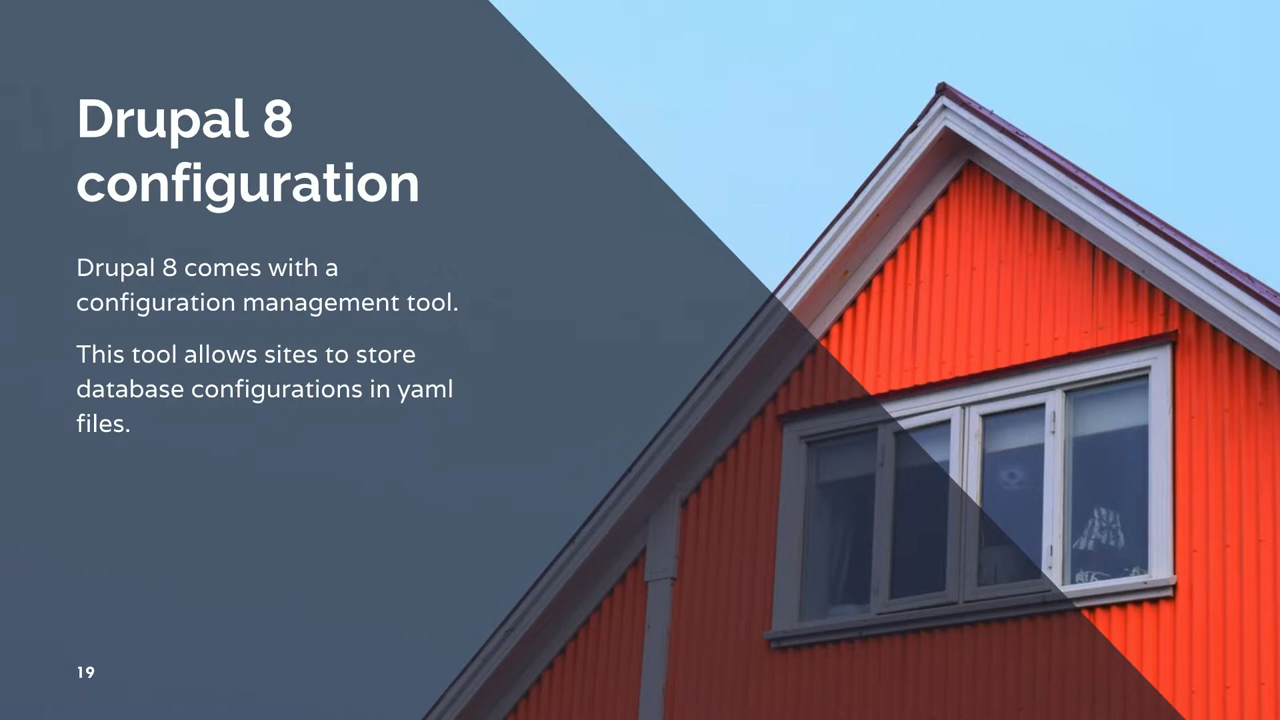 Drupal 8
configuration
Drupal 8 comes with a
configuration management tool.
This tool allows sites to store
database configurations in yaml
files.
19